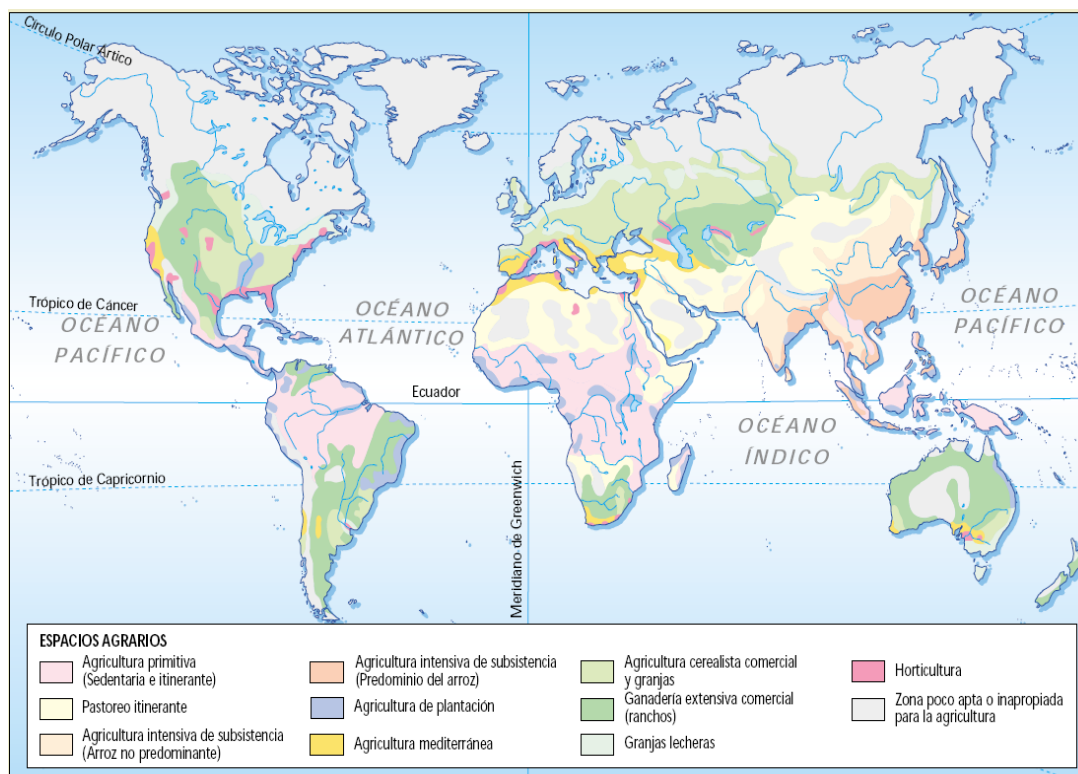 Círculo Polar Ártico
Trópico de Cáncer
OCÉANO
PACÍFICO
OCÉANO
ATLÁNTICO
OCÉANO
PACÍFICO
Ecuador
OCÉANO
ÍNDICO
Trópico de Capricornio
Meridiano de Greenwich
ESPACIOS AGRARIOS
Agricultura primitiva
(Sedentaria e itinerante)
Pastoreo itinerante
Agricultura intensiva de subsistencia
(Arroz no predominante)
Agricultura intensiva de subsistencia
(Predominio del arroz)
Agricultura de plantación
Agricultura mediterránea
Agricultura cerealista comercial
y granjas
Ganadería extensiva comercial
(ranchos)
Granjas lecheras
Horticultura
Zona poco apta o inapropiada
para la agricultura